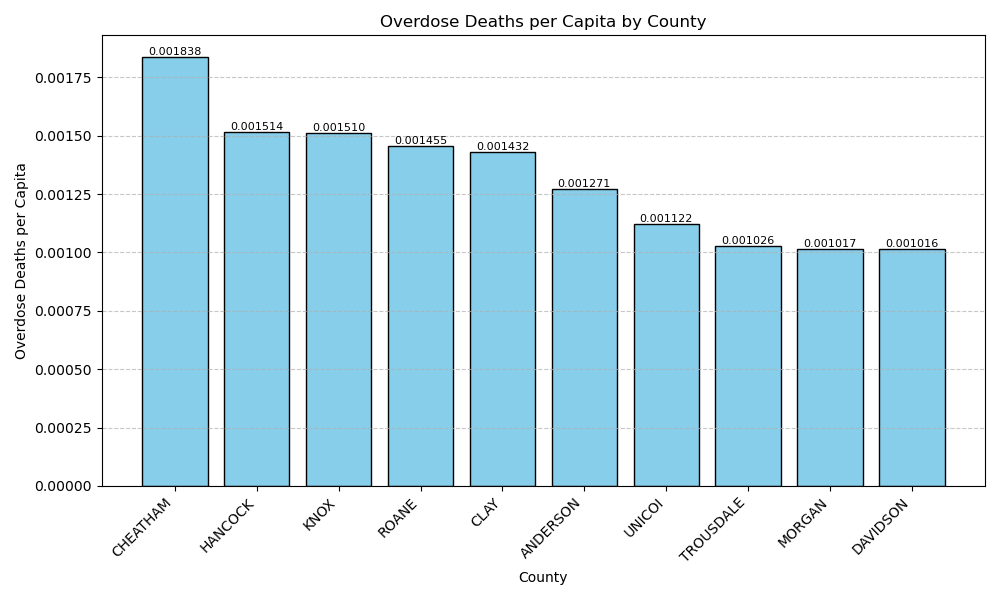 Overdose Deaths per Capita by County
Overdose Deaths per Capita
0.00175
0.00150
0.00125
0.00100
0.00075
0.00050
0.00025
0.00000
0.001838
0.001514
0.001510
0.001455
0.001432
0.001271
0.001122
0.001026
0.001017
0.001016
CHEATHAM
HANCOCK
KNOX
ROANE
CLAY
ANDERSON
UNICOI
TROUSDALE
MORGAN
DAVIDSON
County